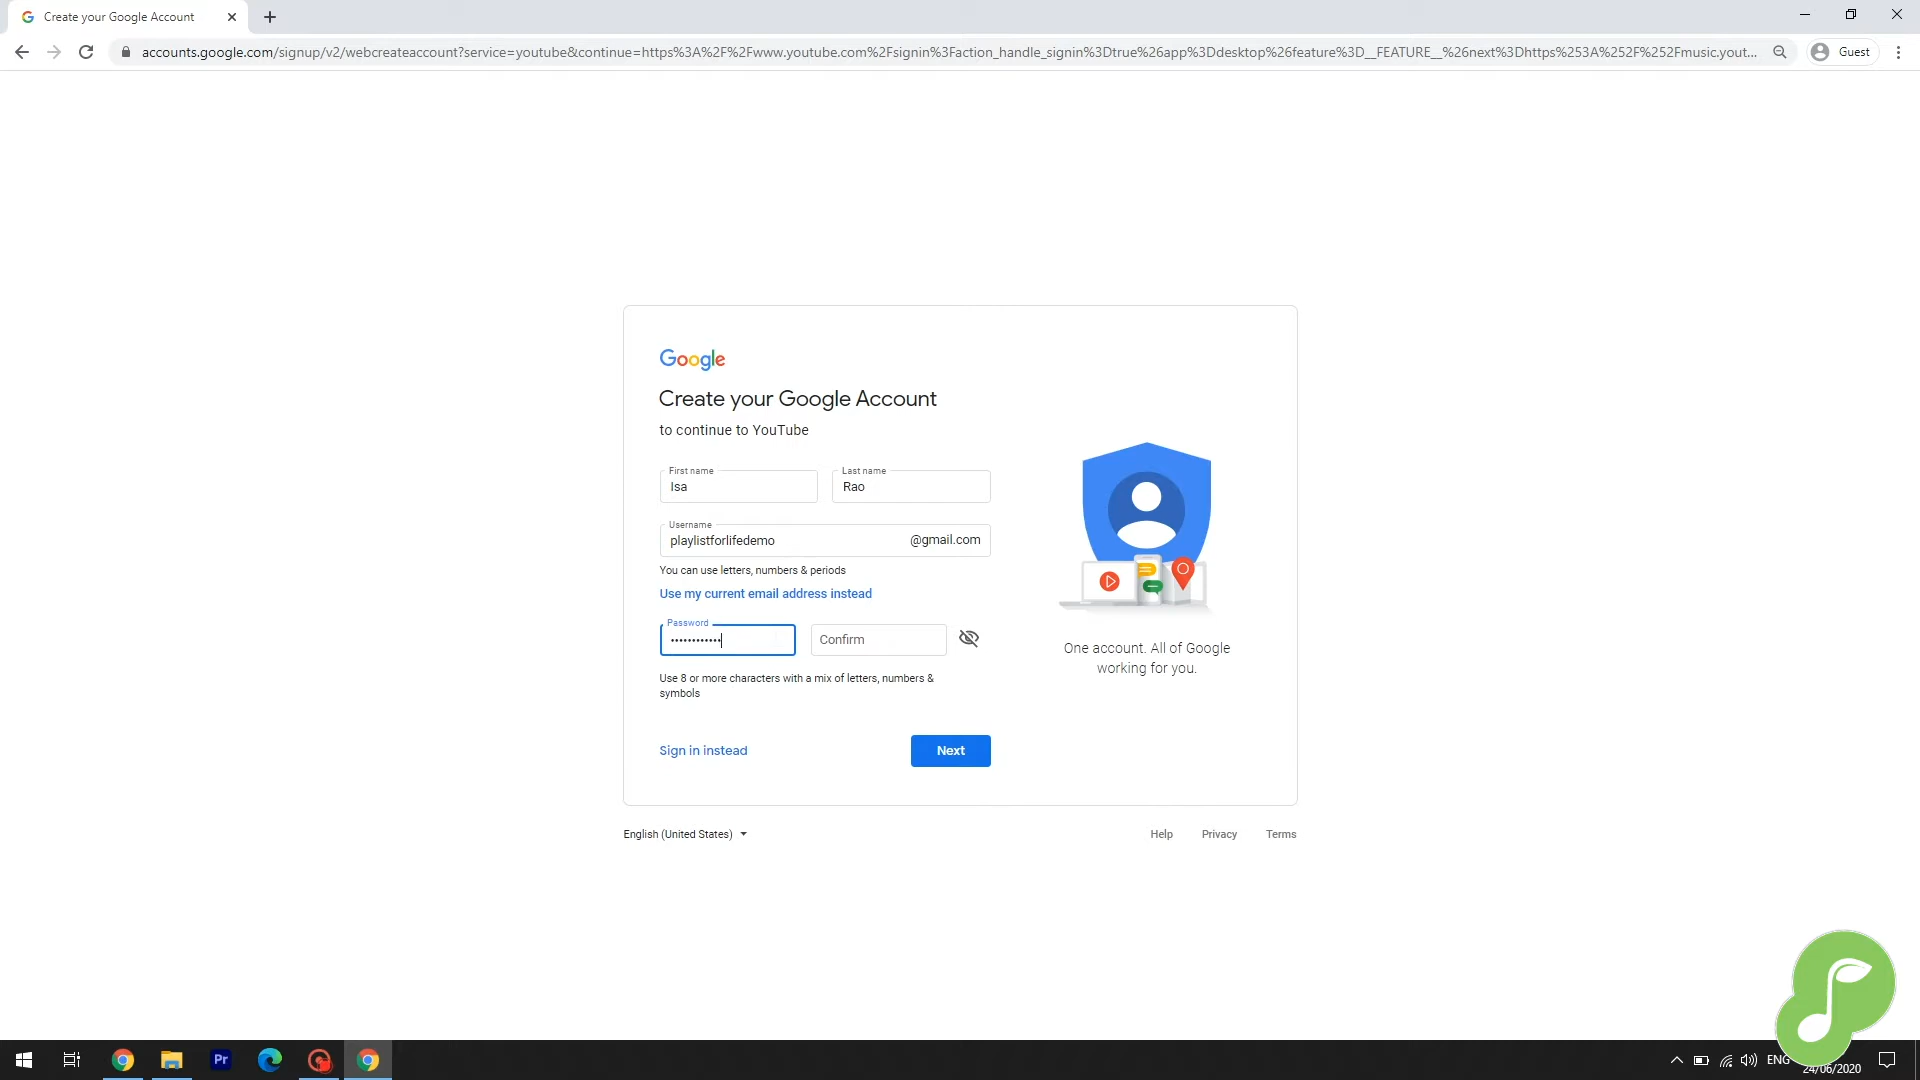 Create your Google Account
accounts.google.com/signup/v2/webcreateaccount?service=youtube&continue=https%3A%2F%2Fwww.youtube.com%2Fsignin%3Faction_handle_signin%3Dtrue%26app%3Ddesktop%26feature%3D__FEATURE__%26next%3Dhttps%253A%252F%252Fmusic.yout...
Guest
Google
Create your Google Account
to continue to YouTube
First name
Last name
Isa
Rao
Username
playlistforlifedemo
@gmail.com
You can use letters, numbers & periods
Use my current email address instead
Password
••••••••••••
Confirm
Use 8 or more characters with a mix of letters, numbers &
symbols
One account. All of Google
working for you.
Sign in instead
Next
English (United States)
Help
Privacy
Terms
Pr
ENG
24/06/2020